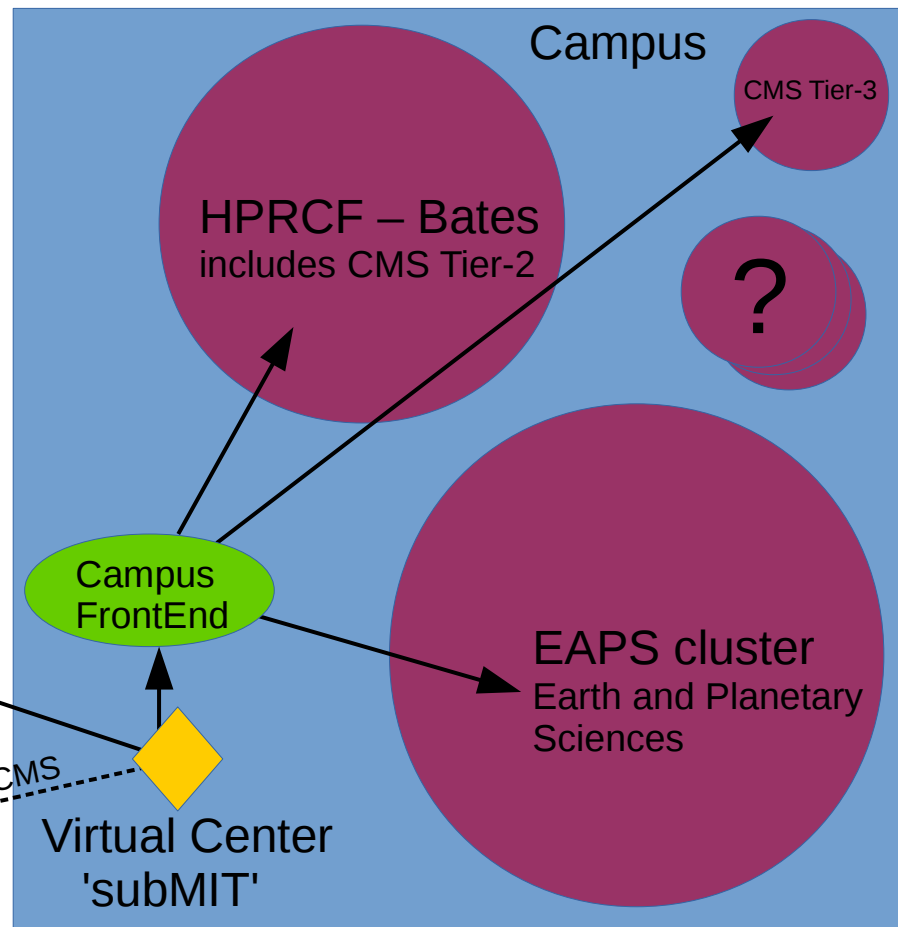 Campus
CMS Tier-3
HPRCF – Bates
includes CMS Tier-2
?
Campus
FrontEnd
EAPS cluster
Earth and Planetary
Sciences
CMS
Virtual Center
'subMIT'